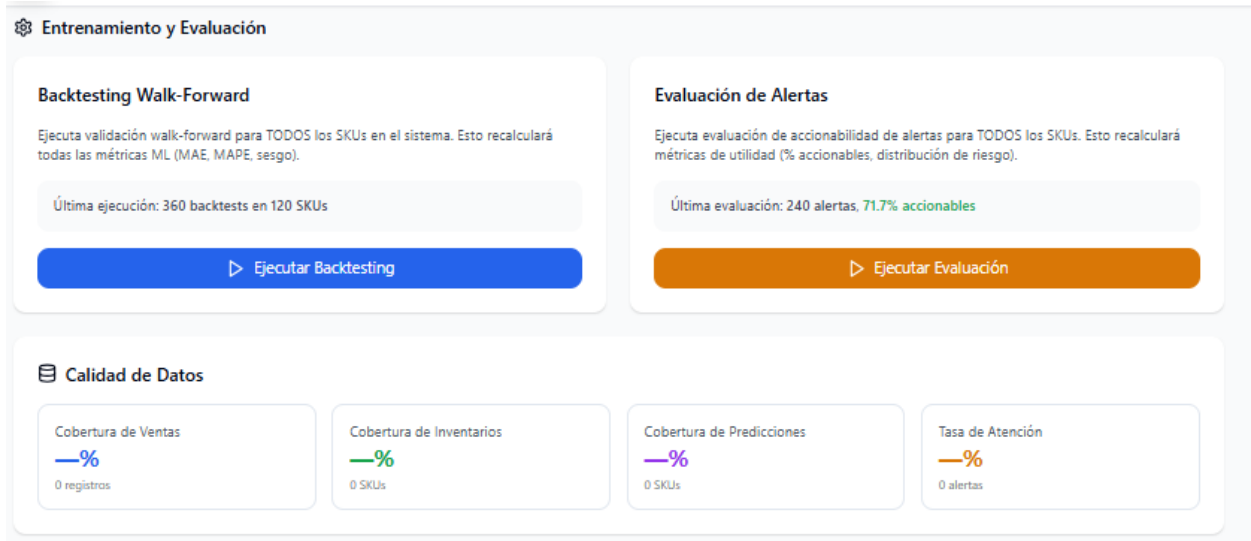 Entrenamiento y Evaluación
Backtesting Walk-Forward
Ejecuta validación walk-forward para TODOS los SKUs en el sistema. Esto recalculará
todas las métricas ML (MAE, MAPE, sesgo).
Última ejecución: 360 backtests en 120 SKUs
Ejecutar Backtesting
Evaluación de Alertas
Ejecuta evaluación de accionabilidad de alertas para TODOS los SKUs. Esto recalculará
métricas de utilidad (% accionables, distribución de riesgo).
Última evaluación: 240 alertas, 71.7% accionables
Ejecutar Evaluación
Calidad de Datos
Cobertura de Ventas
—%
0 registros
Cobertura de Inventarios
—%
0 SKUs
Cobertura de Predicciones
—%
0 SKUs
Tasa de Atención
—%
0 alertas